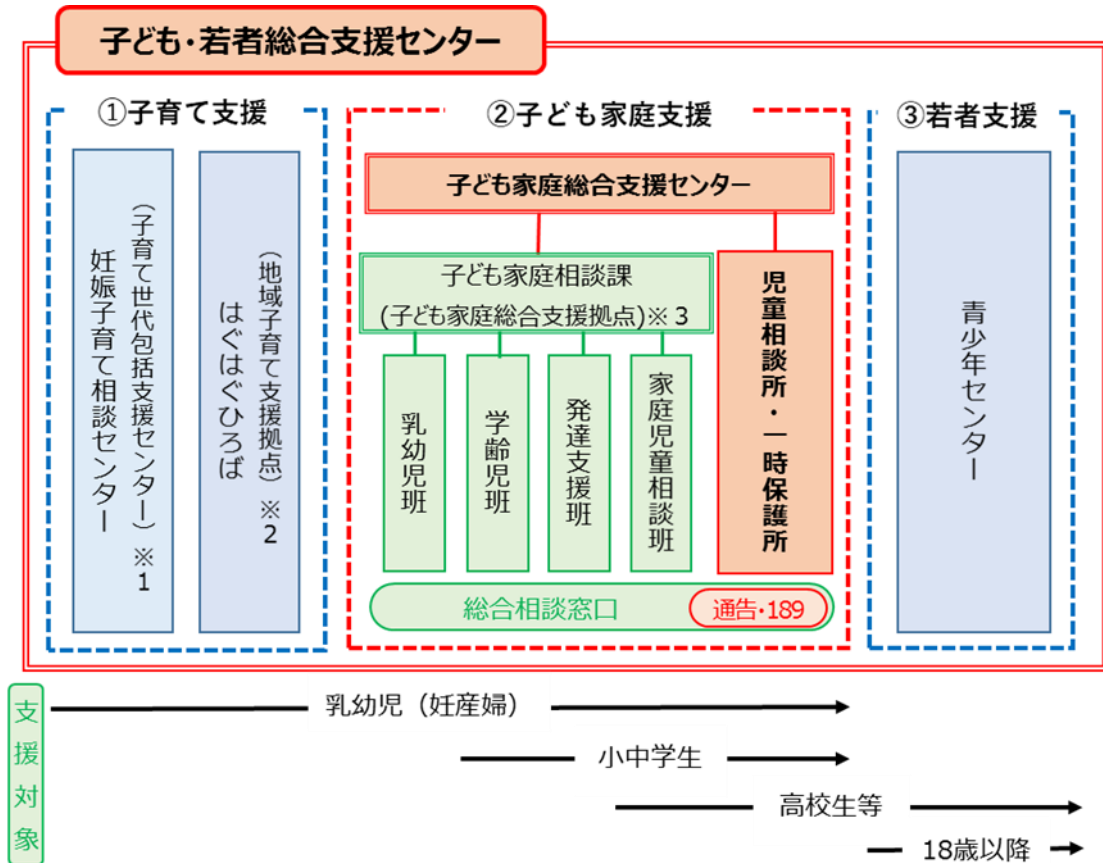 子ども・若者総合支援センター
①子育て支援
（子育て世代包括支援センター）※1
妊娠子育て相談センター
（地域子育て支援拠点）※2
はぐはぐひろば
②子ども家庭支援
子ども家庭総合支援センター
子ども家庭相談課
(子ども家庭総合支援拠点)※３
乳幼児班
学齢児班
発達支援班
家庭児童相談班
児童相談所・一時保護所
総合相談窓口
通告・189
③若者支援
青少年センター
支援対象
乳幼児（妊産婦）
小中学生
高校生等
18歳以降